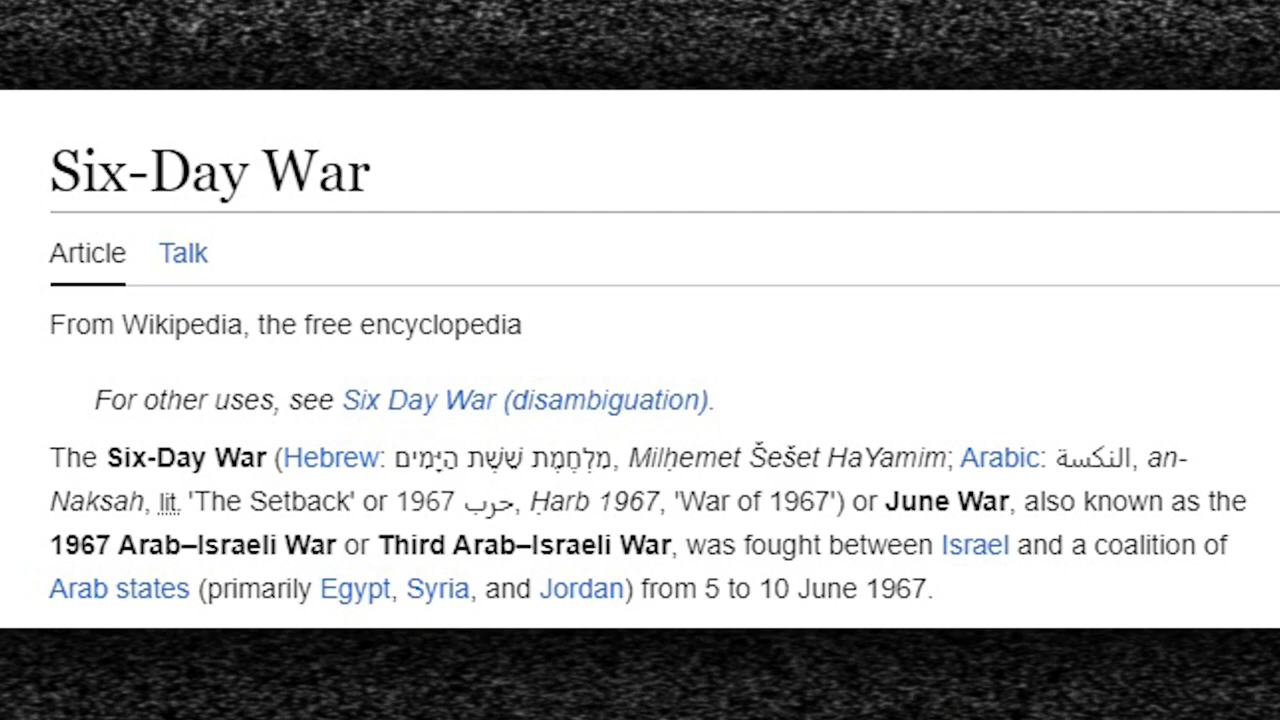 Six-Day War
Article Talk
From Wikipedia, the free encyclopedia
For other uses, see Six Day War (disambiguation).
The Six-Day War (Hebrew: מִלְחֶמֶת שֵׁשֶׁת הַיָּמִים, Milḥemet Šešet HaYamim; Arabic: النكسة, an-
Naksah, lit. 'The Setback' or 1967 حرب, Ḥarb 1967, 'War of 1967') or June War, also known as the
1967 Arab–Israeli War or Third Arab–Israeli War, was fought between Israel and a coalition of
Arab states (primarily Egypt, Syria, and Jordan) from 5 to 10 June 1967.